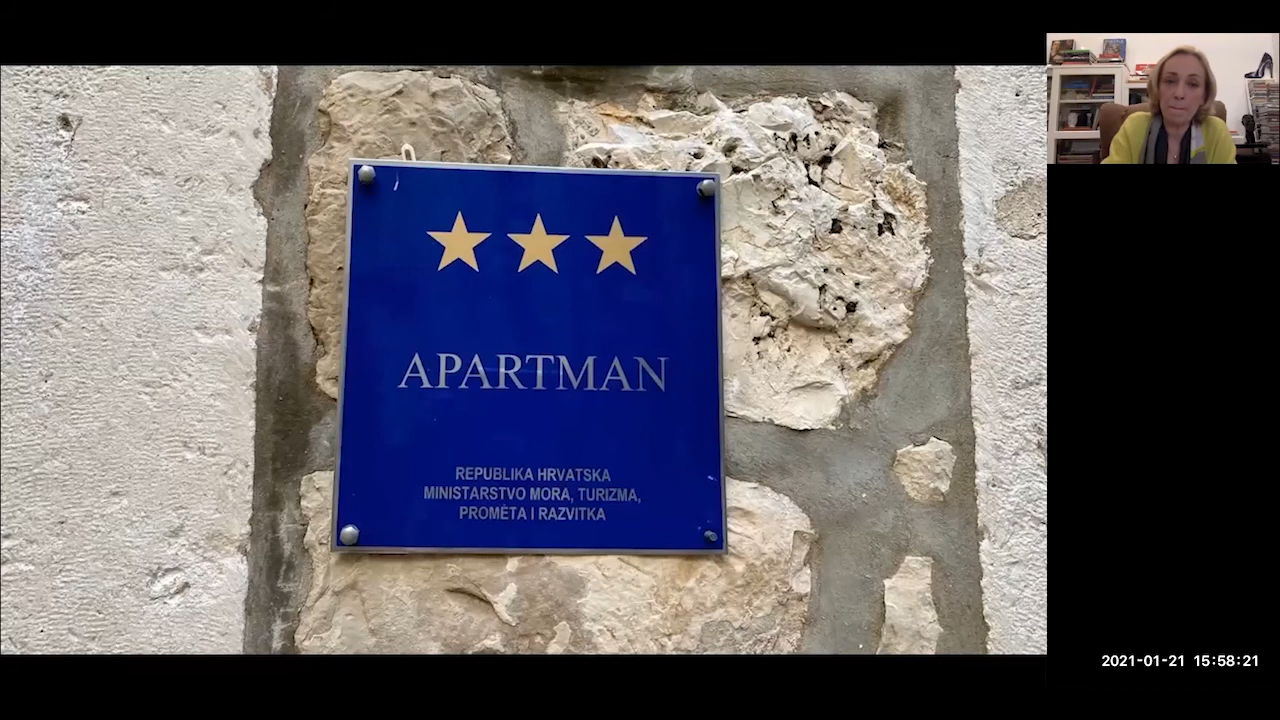 APARTMAN
REPUBLIKA HRVATSKA
MINISTARSTVO MORA, TURIZMA,
PROMETA I RAZVITKA
2021-01-21 15:58:21